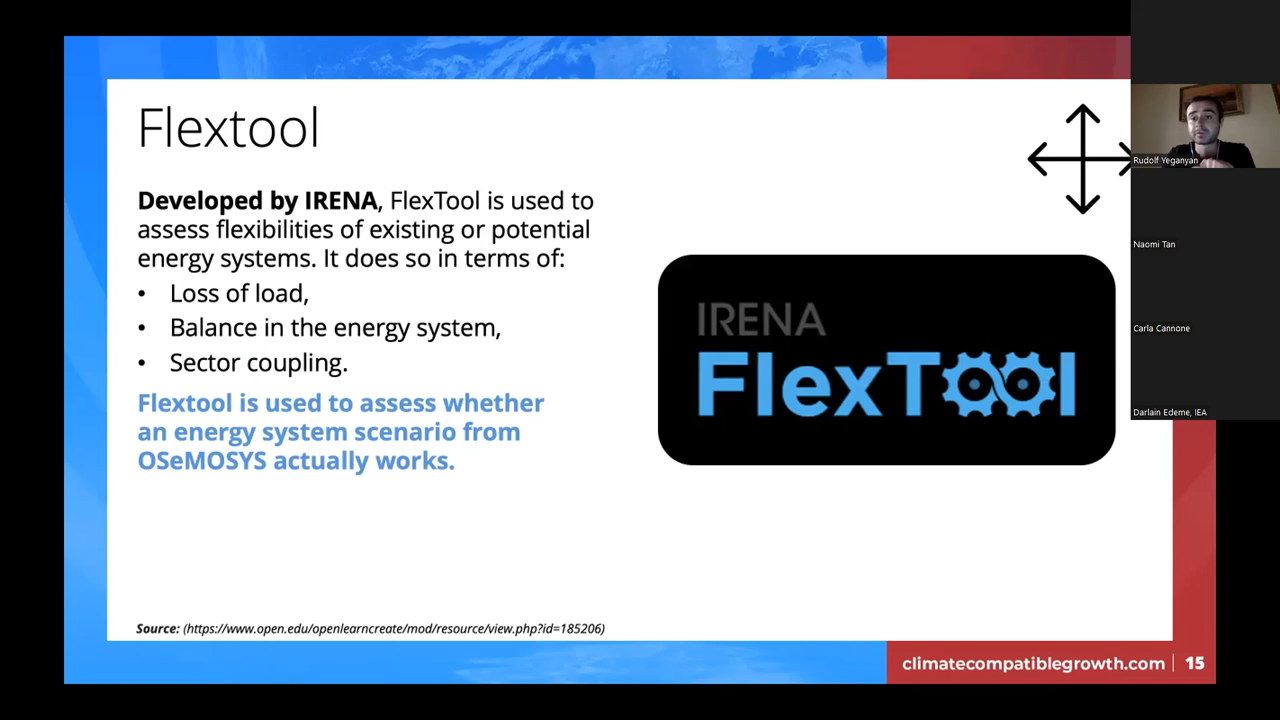 Flextool
Developed by IRENA, FlexTool is used to
assess flexibilities of existing or potential
energy systems. It does so in terms of:
• Loss of load,
• Balance in the energy system,
• Sector coupling.
Flextool is used to assess whether
an energy system scenario from
OSeMOSYS actually works.
IRENA
FlexTool
Source: (https://www.open.edu/openlearncreate/mod/resource/view.php?id=185206)
climatecompatiblegrowth.com | 15
Rudolf Yeganyan
Naomi Tan
Carla Cannone
Darlain Edeme, IEA